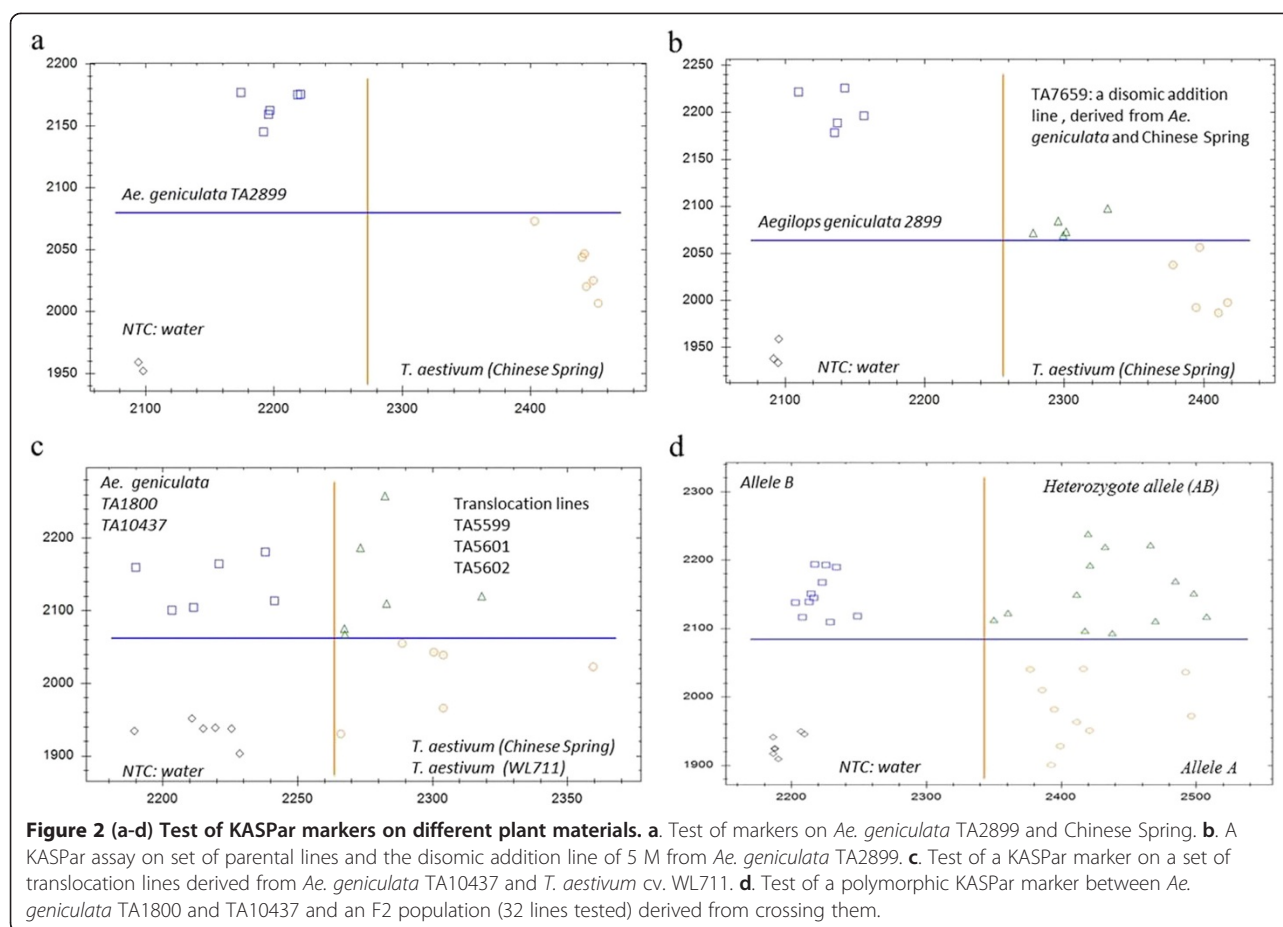 a
2200
2150
2100
2050
2000
1950
2100
2200
2300
2400
Ae. geniculata TA2899
NTC: water
T. aestivum (Chinese Spring)
b
2250
2200
2150
2100
2050
2000
1950
2100
2200
2300
2400
TA7659: a disomic addition
line , derived from Ae.
geniculata and Chinese Spring
Aegilops geniculata 2899
NTC: water
T. aestivum (Chinese Spring)
c
2200
2100
2000
1900
2200
2250
2300
2350
Ae. geniculata
TA1800
TA10437
Translocation lines
TA5599
TA5601
TA5602
NTC: water
T. aestivum (Chinese Spring)
T. aestivum (WL711)
d
2300
2200
2100
2000
1900
2200
2300
2400
2500
Allele B
Heterozygote allele (AB)
NTC: water
Allele A
Figure 2 (a-d) Test of KASPar markers on different plant materials. a. Test of markers on Ae. geniculata TA2899 and Chinese Spring. b. A
KASPar assay on set of parental lines and the disomic addition line of 5 M from Ae. geniculata TA2899. c. Test of a KASPar marker on a set of
translocation lines derived from Ae. geniculata TA10437 and T. aestivum cv. WL711. d. Test of a polymorphic KASPar marker between Ae.
geniculata TA1800 and TA10437 and an F2 population (32 lines tested) derived from crossing them.